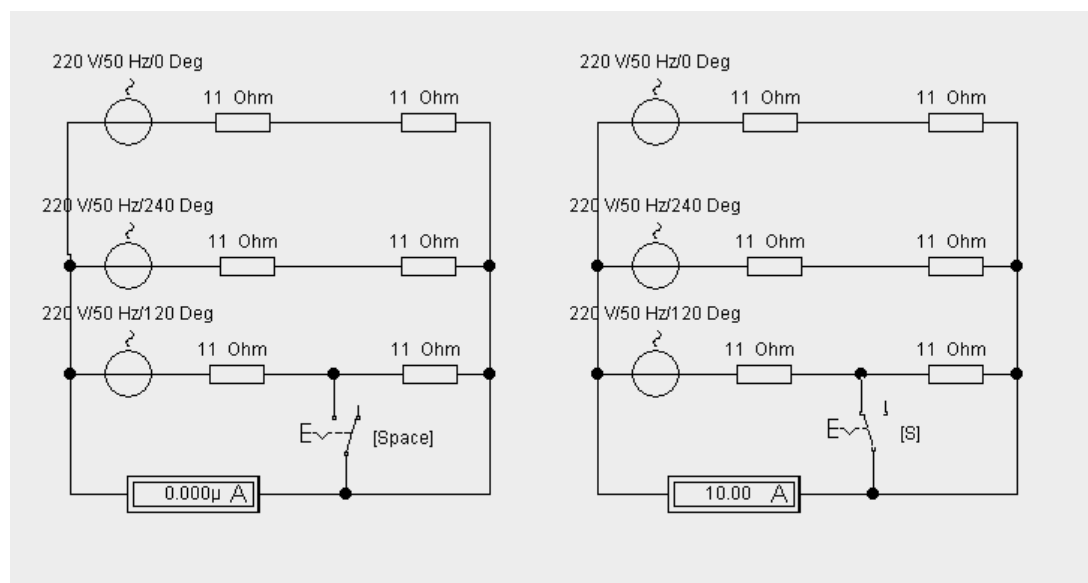 220 V/50 Hz/0 Deg
11 Ohm
11 Ohm
220 V/50 Hz/240 Deg
11 Ohm
11 Ohm
220 V/50 Hz/120 Deg
11 Ohm
11 Ohm
E
[Space]
0.000µ A
220 V/50 Hz/0 Deg
11 Ohm
11 Ohm
220 V/50 Hz/240 Deg
11 Ohm
11 Ohm
220 V/50 Hz/120 Deg
11 Ohm
11 Ohm
E
[S]
10.00 A